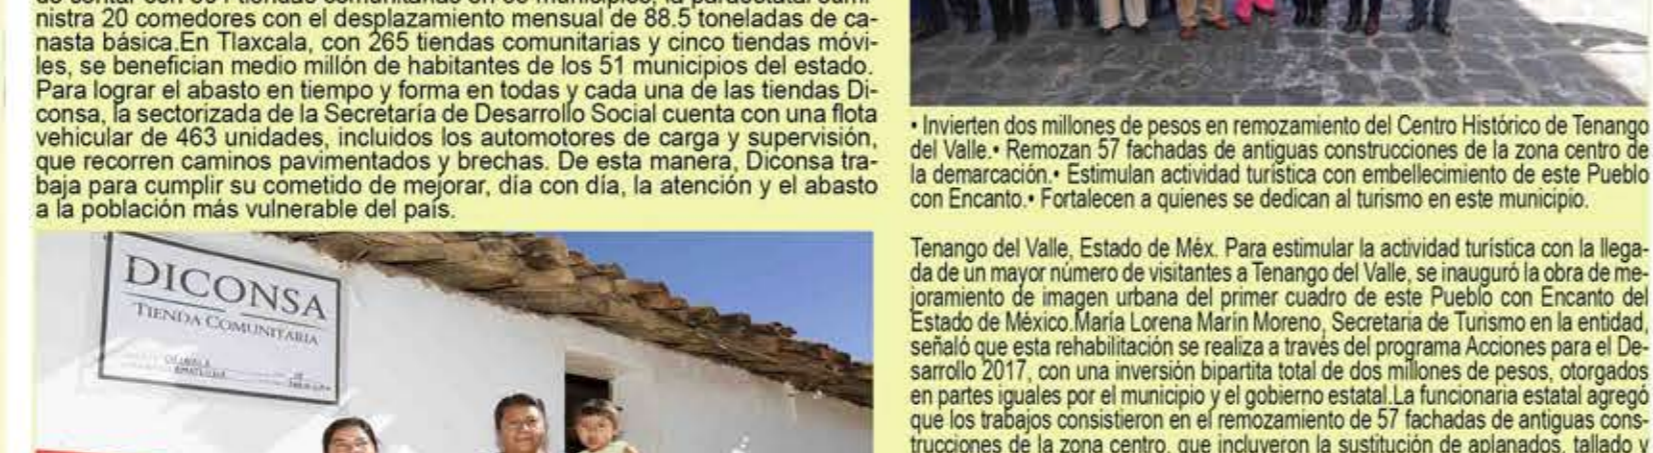 nistra 20 comedores con el desplazamiento mensual de 88.5 toneladas de ca-
nasta básica.En Tlaxcala, con 265 tiendas comunitarias y cinco tiendas móvi-
les, se benefician medio millón de habitantes de los 51 municipios del estado.
Para lograr el abasto en tiempo y forma en todas y cada una de las tiendas Di-
consa, la sectorizada de la Secretaría de Desarrollo Social cuenta con una flota
vehicular de 463 unidades, incluidos los automotores de carga y supervisión,
que recorren caminos pavimentados y brechas. De esta manera, Diconsa tra-
baja para cumplir su cometido de mejorar, día con día, la atención y el abasto
a la población más vulnerable del país.
DICONSA
TIENDA COMUNITARIA
• Invierten dos millones de pesos en remozamiento del Centro Histórico de Tenango
del Valle.• Remozan 57 fachadas de antiguas construcciones de la zona centro de
la demarcación.• Estimulan actividad turística con embellecimiento de este Pueblo
con Encanto.• Fortalecen a quienes se dedican al turismo en este municipio.
Tenango del Valle, Estado de Méx. Para estimular la actividad turística con la llega-
da de un mayor número de visitantes a Tenango del Valle, se inauguró la obra de me-
joramiento de imagen urbana del primer cuadro de este Pueblo con Encanto del
Estado de México.María Lorena Marín Moreno, Secretaria de Turismo en la entidad,
señaló que esta rehabilitación se realiza a través del programa Acciones para el De-
sarrollo 2017, con una inversión bipartita total de dos millones de pesos, otorgados
en partes iguales por el municipio y el gobierno estatal.La funcionaria estatal agregó
que los trabajos consistieron en el remozamiento de 57 fachadas de antiguas cons-
trucciones de la zona centro, que incluyeron la sustitución de aplanados, tallado y